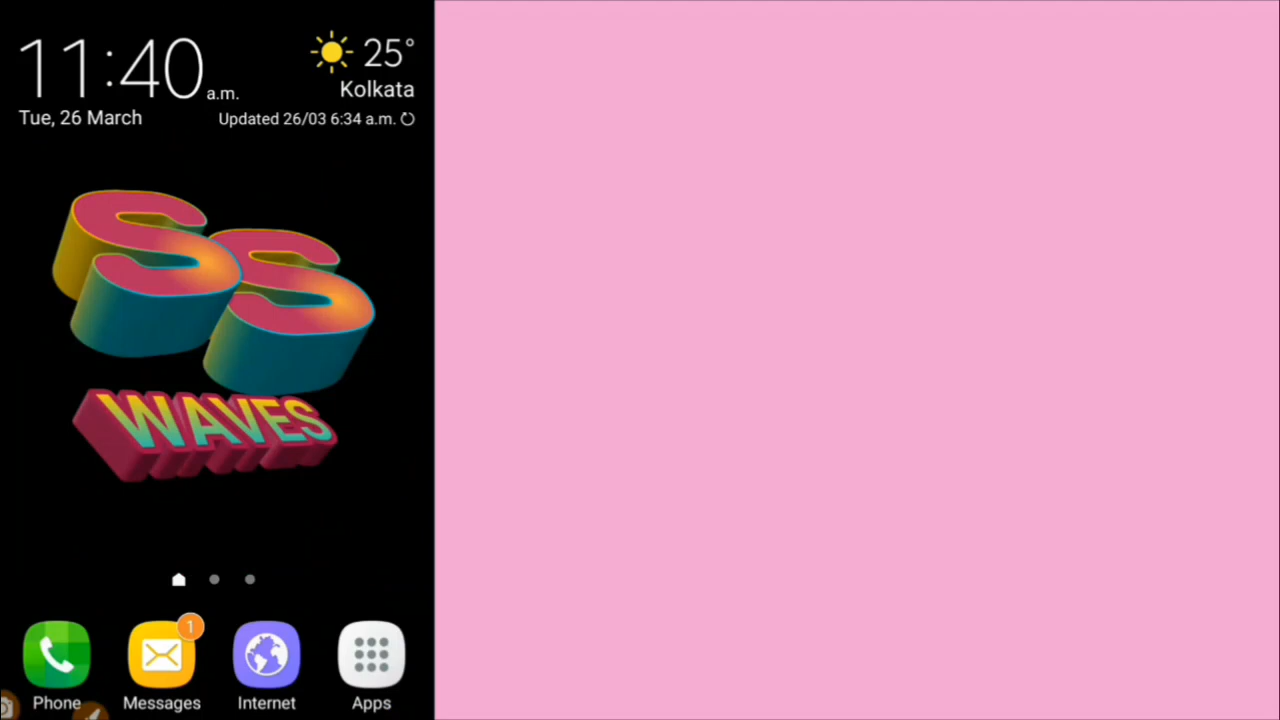 11:40 a.m.
25°
Kolkata
Tue, 26 March
Updated 26/03 6:34 a.m.
SS
WAVES
1
Phone
Messages
Internet
Apps